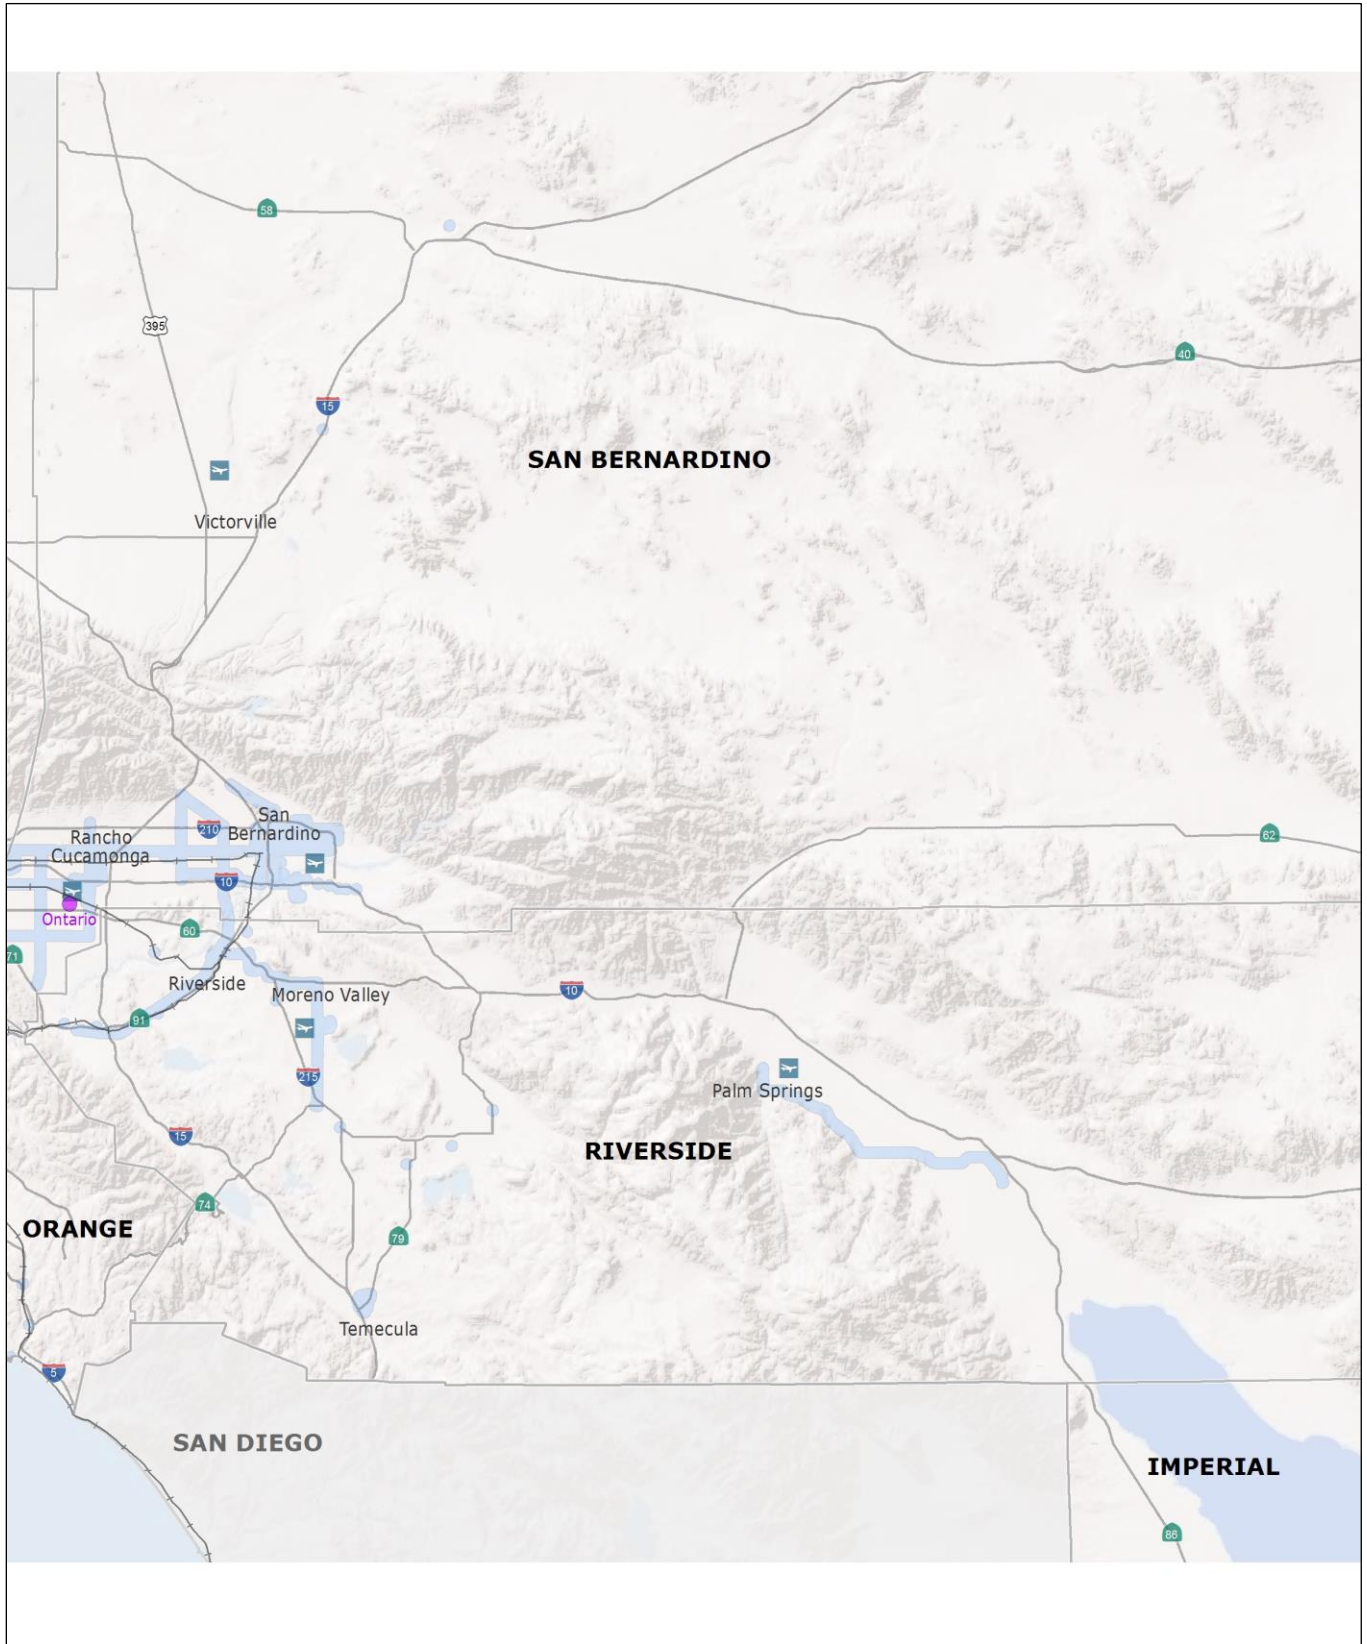 58
395
40
15
SAN BERNARDINO
Victorville
San
Bernardino
210
Rancho
Cucamonga
62
10
Ontario
60
71
Riverside
Moreno Valley
10
91
215
Palm Springs
15
RIVERSIDE
74
ORANGE
79
Temecula
5
SAN DIEGO
IMPERIAL
86